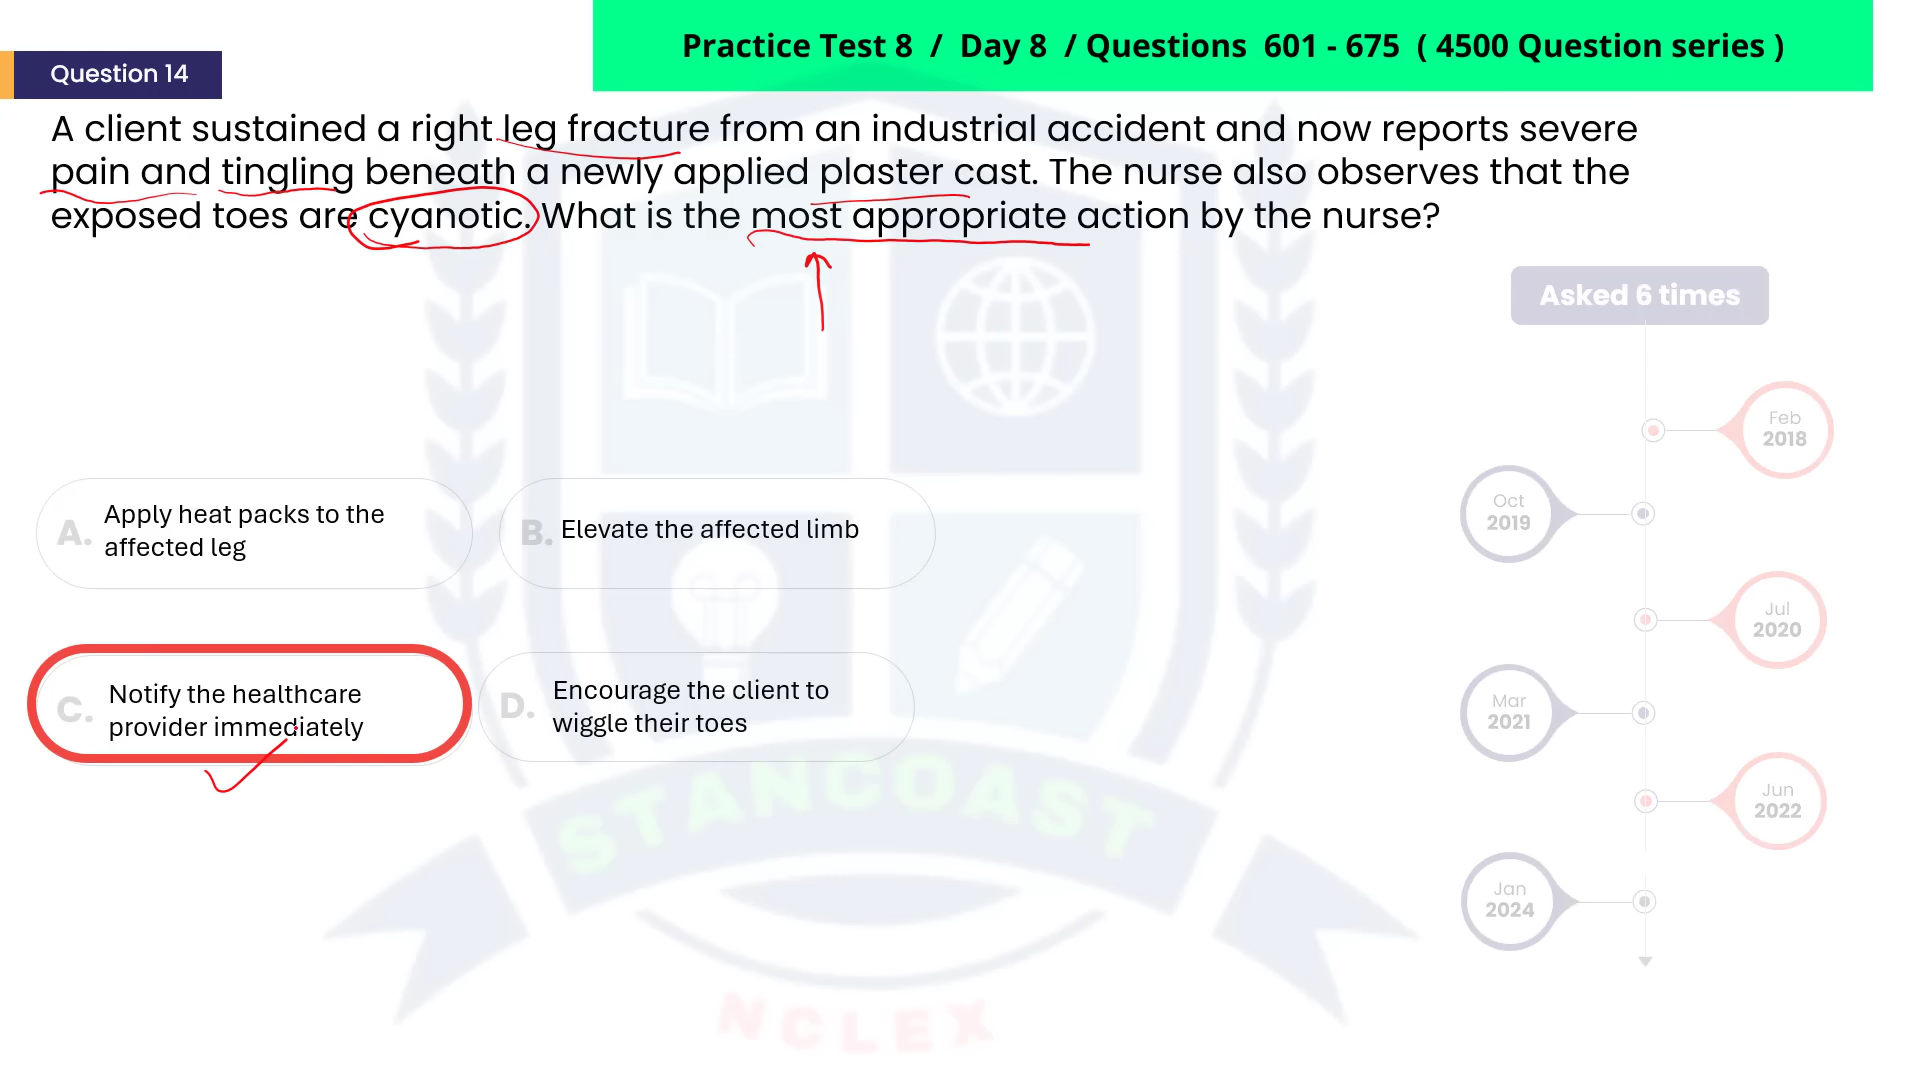 Practice Test 8 / Day 8 / Questions 601 - 675 ( 4500 Question series )
Question 14
A client sustained a right leg fracture from an industrial accident and now reports severe
pain and tingling beneath a newly applied plaster cast. The nurse also observes that the
exposed toes are cyanotic. What is the most appropriate action by the nurse?
Asked 6 times
Feb
2018
Oct
2019
Jul
2020
Mar
2021
Jun
2022
Jan
2024
A. Apply heat packs to the
affected leg
B. Elevate the affected limb
C. Notify the healthcare
provider immediately
D. Encourage the client to
wiggle their toes
STANCOAST
NCLEX